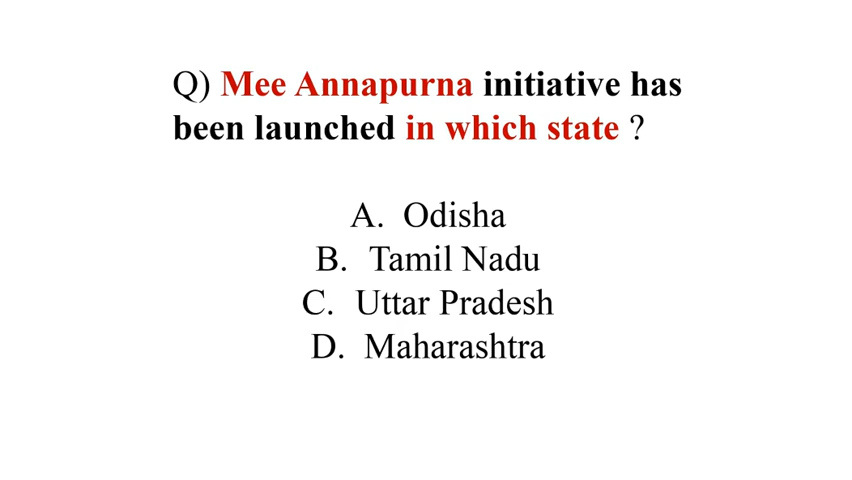 Q) Mee Annapurna initiative has
been launched in which state ?
A. Odisha
B. Tamil Nadu
C. Uttar Pradesh
D. Maharashtra